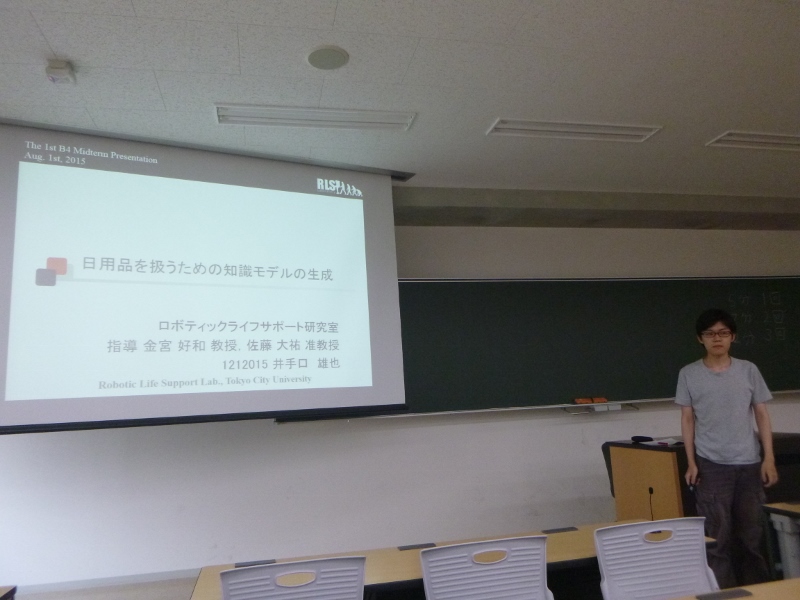 The 1st B4 Midterm Presentation
Aug. 1st, 2015
RLS
日用品を扱うための知識モデルの生成
ロボティックライフサポート研究室
指導 金宮 好和 教授, 佐藤 大祐 准教授
1212015 井手口 雄也
Robotic Life Support Lab., Tokyo City University